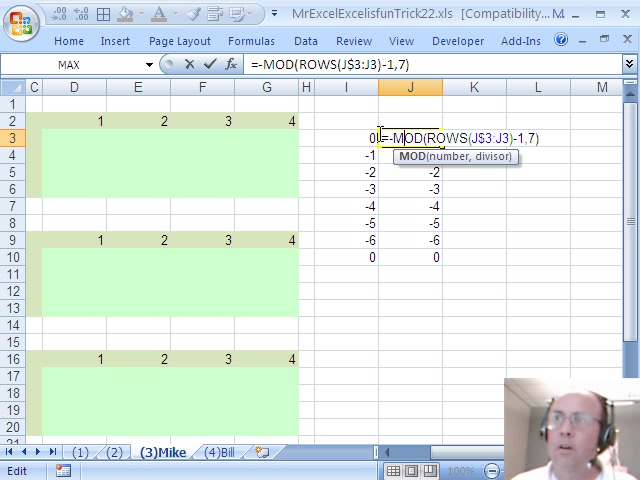 MrExcelExcelisfunTrick22.xls [Compatibility...
Home Insert Page Layout Formulas Data Review View Developer Add-Ins
MAX fx =-MOD(ROWS(J$3:J3)-1,7)
C D E F G H I J K L M
1
2 1 2 3 4
3 0 =-MOD(ROWS(J$3:J3)-1,7)
4 -1 MOD(number, divisor)
5 -2 -2
6 -3 -3
7 -4 -4
8 -5 -5
9 1 2 3 4 -6 -6
10 0 0
11
12
13
14
15
16 1 2 3 4
17
18
19
20
21
(1) (2) (3)Mike (4)Bill
Edit 100%